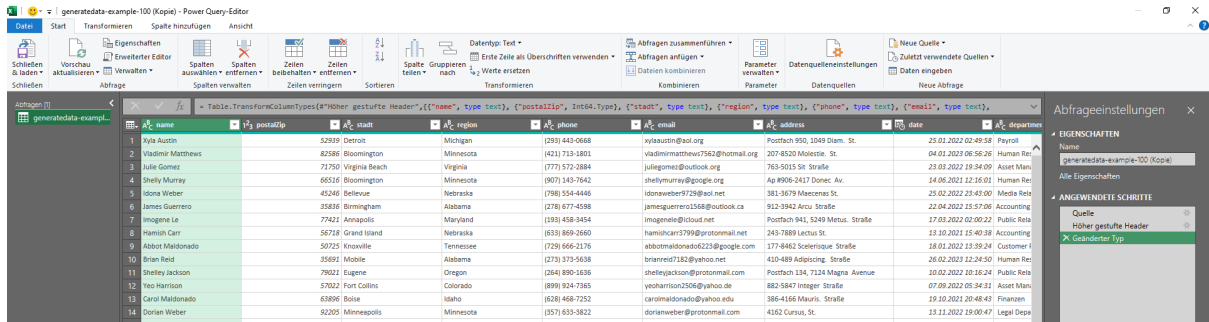 generatedata-example-100 (Kopie) - Power Query-Editor
Datei Start Transformieren Spalte hinzufügen Ansicht
Schließen & laden
Vorschau aktualisieren
Eigenschaften
Erweiterter Editor
Verwalten
Spalten auswählen
Spalten entfernen
Zeilen beibehalten
Zeilen entfernen
Spalte teilen
Gruppieren nach
Datentyp: Text
Erste Zeile als Überschriften verwenden
Werte ersetzen
Abfragen zusammenführen
Abfragen anfügen
Dateien kombinieren
Parameter verwalten
Datenquelleneinstellungen
Neue Quelle
Zuletzt verwendete Quellen
Daten eingeben
Schließen Abfrage Spalten verwalten Zeilen verringern Sortieren Transformieren Kombinieren Parameter Datenquellen Neue Abfrage
Abfragen [1]
generatedata-exampl...
fx = Table.TransformColumnTypes(#"Höher gestufte Header",{{"name", type text}, {"postalZip", Int64.Type}, {"stadt", type text}, {"region", type text}, {"phone", type text}, {"email", type text},
name postalZip stadt region phone email address date departmen
1 Xyla Austin 52939 Detroit Michigan (293) 443-0668 xylaaustin@aol.org Postfach 950, 1049 Diam. St. 25.01.2022 02:49:58 Payroll
2 Vladimir Matthews 82586 Bloomington Minnesota (421) 713-1801 vladimirmatthews7562@hotmail.org 207-8520 Molestie. St. 04.01.2023 06:56:26 Human Res
3 Julie Gomez 71750 Virginia Beach Virginia (777) 572-2884 juliegomez@outlook.org 763-5015 Sit Straße 23.03.2022 19:34:09 Asset Mana
4 Shelly Murray 66516 Bloomington Minnesota (907) 143-7642 shellymurray@google.org Ap #906-2417 Donec Av. 14.06.2021 12:16:01 Human Res
5 Idona Weber 45246 Bellevue Nebraska (798) 554-4446 idonaweber9729@aol.net 381-3679 Maecenas St. 25.02.2022 23:43:00 Media Rela
6 James Guerrero 35836 Birmingham Alabama (278) 677-4598 jamesguerrero1568@outlook.ca 912-3942 Arcu Straße 22.04.2022 15:57:06 Accounting
7 Imogene Le 77421 Annapolis Maryland (193) 458-3454 imogenele@icloud.net Postfach 941, 5249 Metus. Straße 17.03.2022 02:00:22 Public Rela
8 Hamish Carr 56718 Grand Island Nebraska (633) 869-2660 hamishcarr3799@protonmail.net 243-7889 Lectus St. 13.10.2021 15:40:38 Accounting
9 Abbot Maldonado 50725 Knoxville Tennessee (729) 666-2176 abbotmaldonado6223@google.com 177-8462 Scelerisque Straße 18.01.2022 13:39:24 Customer R
10 Brian Reid 35691 Mobile Alabama (273) 373-5638 brianreid7182@yahoo.net 410-489 Adipiscing. Straße 26.02.2023 12:24:50 Human Res
11 Shelley Jackson 79021 Eugene Oregon (264) 890-1636 shelleyjackson@protonmail.com Postfach 134, 7124 Magna Avenue 10.02.2022 10:16:24 Public Rela
12 Yeo Harrison 57022 Fort Collins Colorado (899) 924-7365 yeoharrison2506@yahoo.de 882-5847 Integer Straße 07.09.2022 05:34:31 Asset Mana
13 Carol Maldonado 63896 Boise Idaho (628) 468-7252 carolmaldonado@yahoo.edu 386-4166 Mauris. Straße 19.10.2021 20:48:43 Finanzen
14 Dorian Weber 92205 Minneapolis Minnesota (357) 633-3822 dorianweber@protonmail.com 4162 Cursus, St. 13.11.2022 19:00:47 Legal Depa
Abfrageeinstellungen
EIGENSCHAFTEN
Name
generatedata-example-100 (Kopie)
Alle Eigenschaften
ANGEWENDETE SCHRITTE
Quelle
Höher gestufte Header
Geänderter Typ